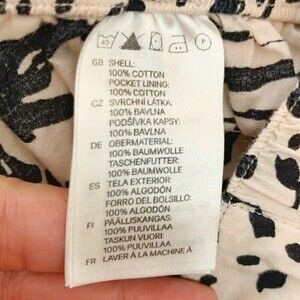 GB SHELL:
100% COTTON
POCKET LINING:
100% COTTON
CZ SVRCHNÍ LÁTKA:
100% BAVLNA
PODŠÍVKA KAPSY:
100% BAVLNA
DE OBERMATERIAL:
100% BAUMWOLLE
TASCHENFUTTER:
100% BAUMWOLLE
ES TELA EXTERIOR:
100% ALGODÓN
FORRO DEL BOLSILLO:
100% ALGODÓN
FI PÄÄLLISKANGAS:
100% PUUVILLAA
TASKUN VUORI:
100% PUUVILLAA
FR LAVER À LA MACHINE À